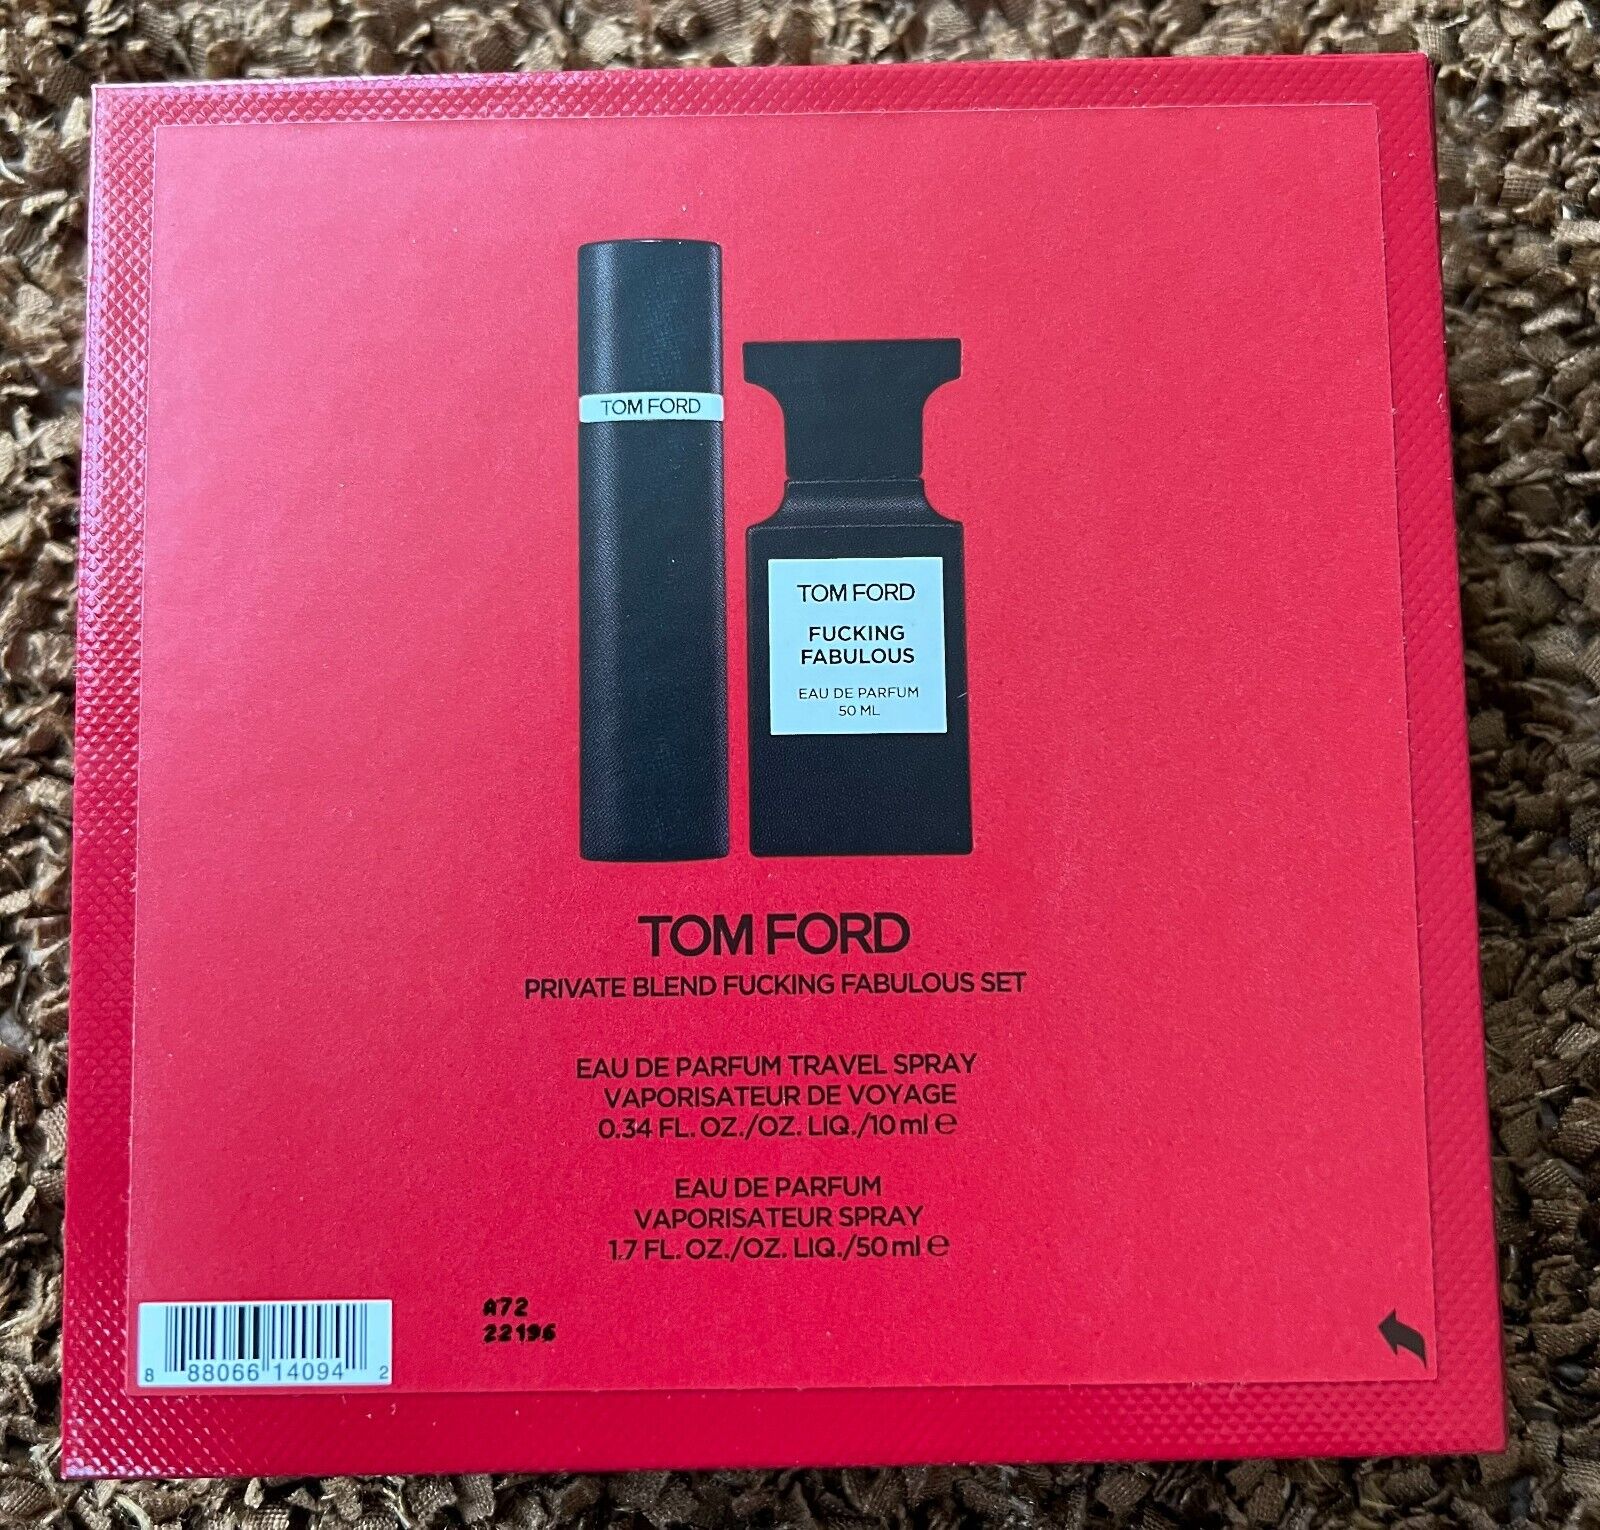 TOM FORD
TOM FORD
FUCKING
FABULOUS
EAU DE PARFUM
50 ML
TOM FORD
PRIVATE BLEND FUCKING FABULOUS SET
EAU DE PARFUM TRAVEL SPRAY
VAPORISATEUR DE VOYAGE
0.34 FL. OZ./OZ. LIQ./10 ml ℮
EAU DE PARFUM
VAPORISATEUR SPRAY
1.7 FL. OZ./OZ. LIQ./50 ml ℮
A72
22196
8 88066 14094 2